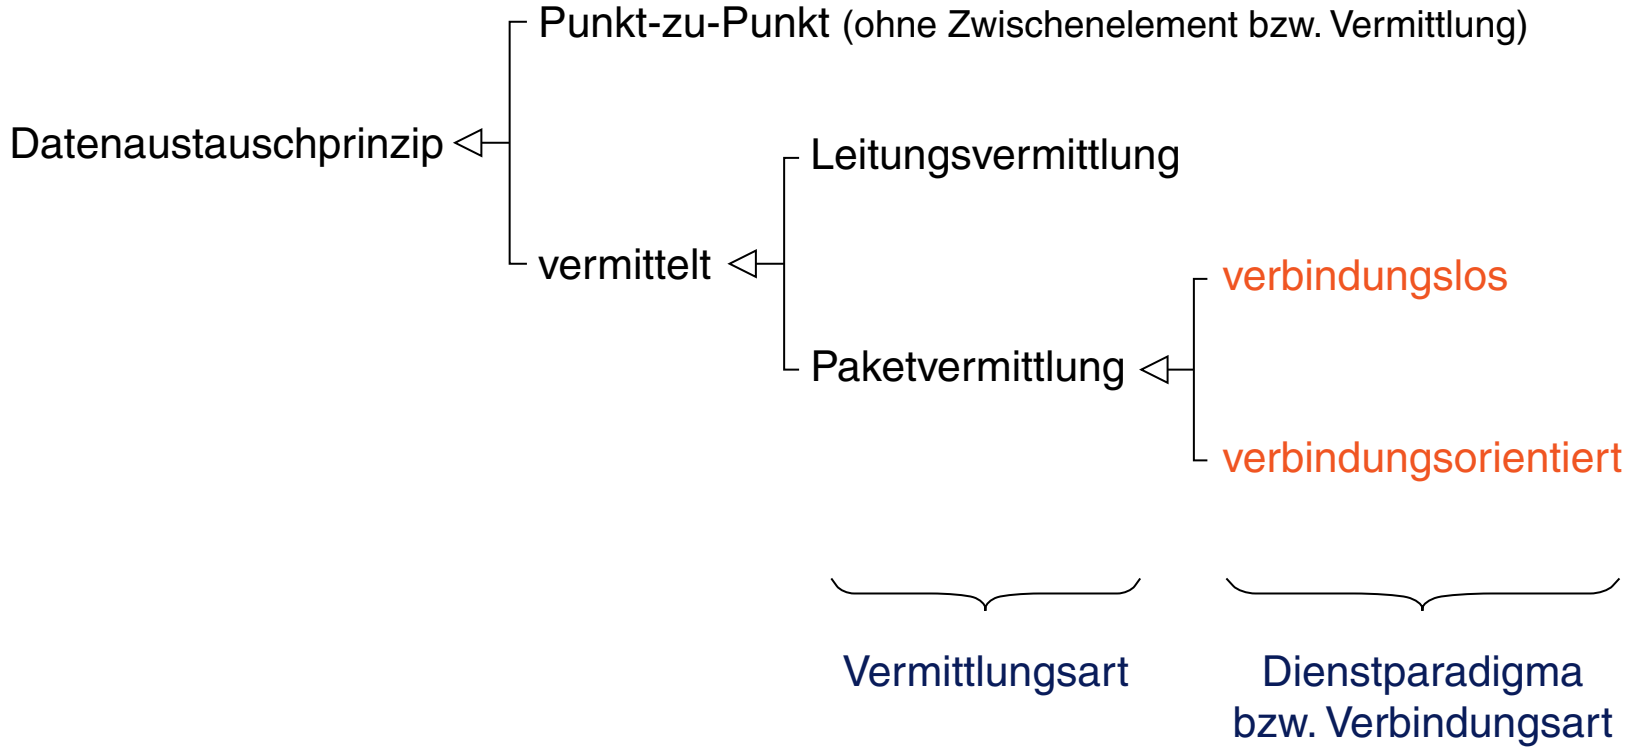 Punkt-zu-Punkt (ohne Zwischenelement bzw. Vermittlung)
Datenaustauschprinzip
Leitungsvermittlung
vermittelt
verbindungslos
Paketvermittlung
verbindungsorientiert
Vermittlungsart
Dienstparadigma
bzw. Verbindungsart